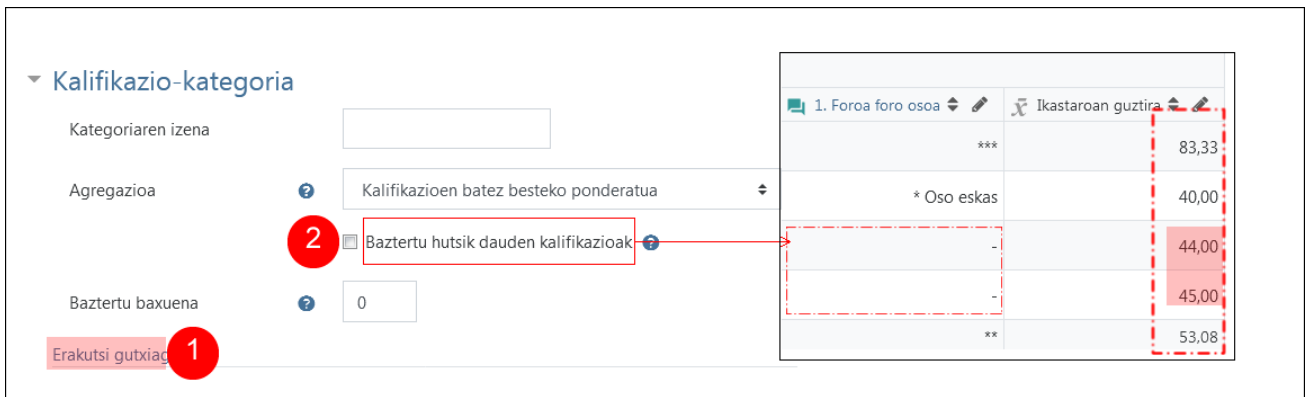 Kalifikazio-kategoria
Kategoriaren izena
Agregazioa
Kalifikazioen batez besteko ponderatua
2
Baztertu hutsik dauden kalifikazioak
Baztertu baxuena
0
Erakutsi gutxiag
1
1. Foroa foro osoa
x̄ Ikastaroan guztira
*** 83,33
* Oso eskas 40,00
- 44,00
- 45,00
** 53,08